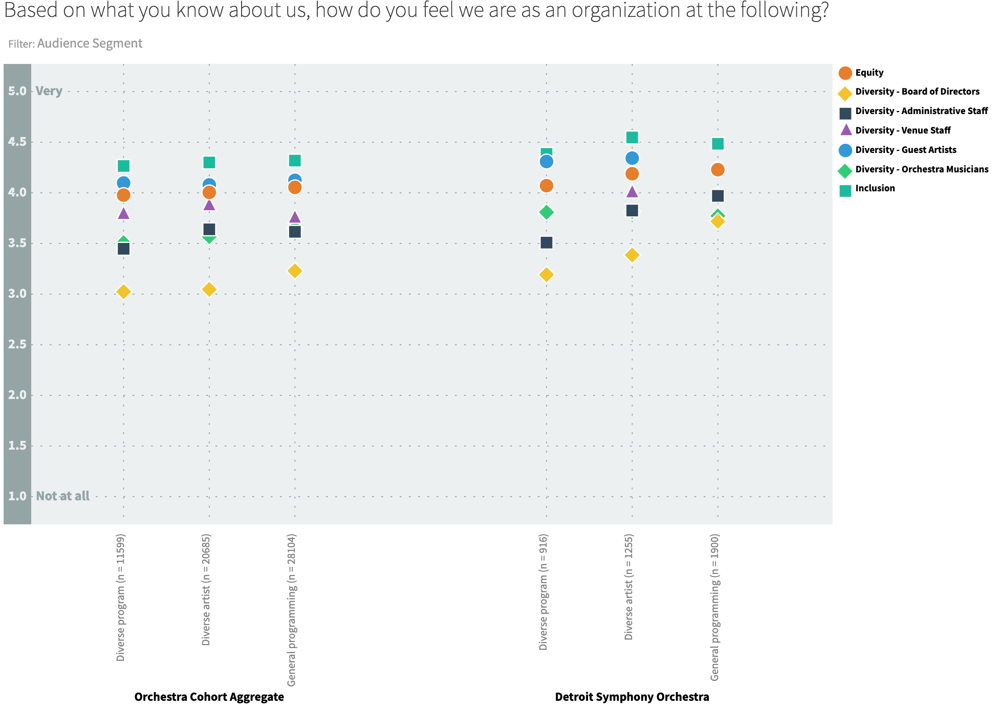 Based on what you know about us, how do you feel we are as an organization at the following?
Filter: Audience Segment
5.0 Very
4.5
4.0
3.5
3.0
2.5
2.0
1.5
1.0 Not at all
Equity
Diversity - Board of Directors
Diversity - Administrative Staff
Diversity - Venue Staff
Diversity - Guest Artists
Diversity - Orchestra Musicians
Inclusion
Diverse program (n = 11599)
Diverse artist (n = 20685)
General programming (n = 28104)
Diverse program (n = 916)
Diverse artist (n = 1255)
General programming (n = 1900)
Orchestra Cohort Aggregate
Detroit Symphony Orchestra